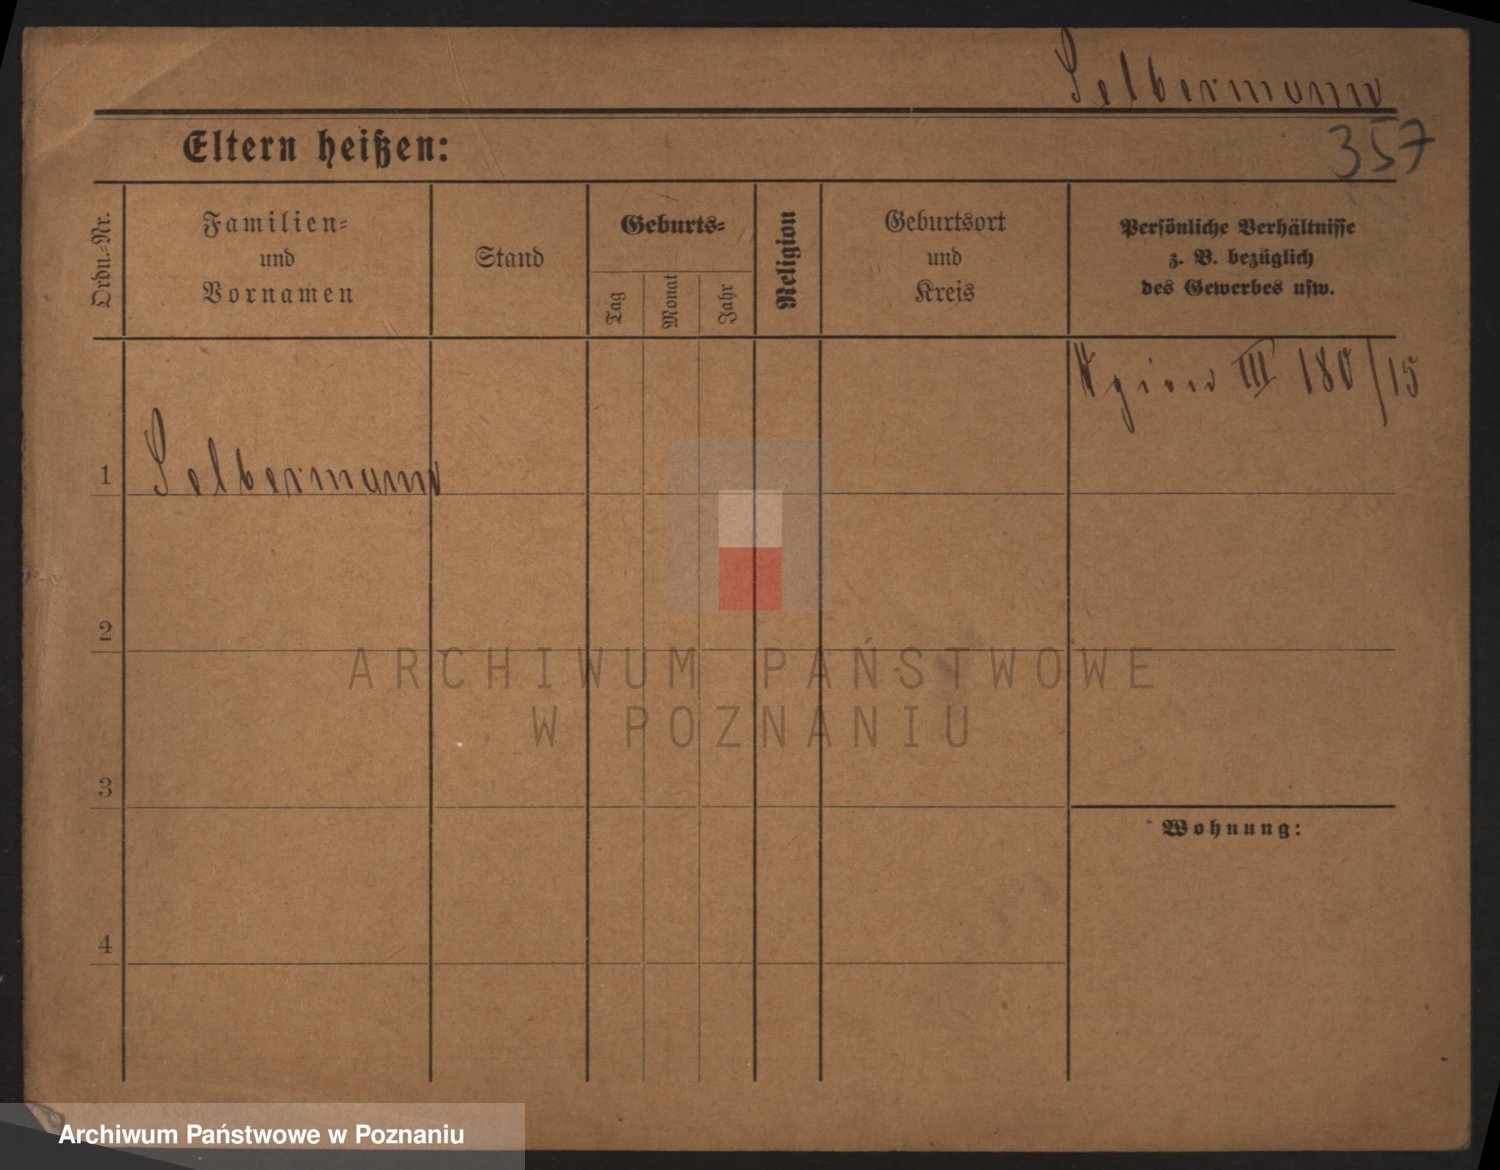 Selbermann
Eltern heißen:
357
Ordn.-Nr.
Familien-
und
Vornamen
Stand
Geburts-
Tag
Monat
Jahr
Religion
Geburtsort
und
Kreis
Persönliche Verhältnisse
z. B. bezüglich
des Gewerbes usw.
III 180/15
1 Selbermann
2
3
4
Wohnung:
ARCHIWUM PAŃSTWOWE
W POZNANIU
Archiwum Państwowe w Poznaniu